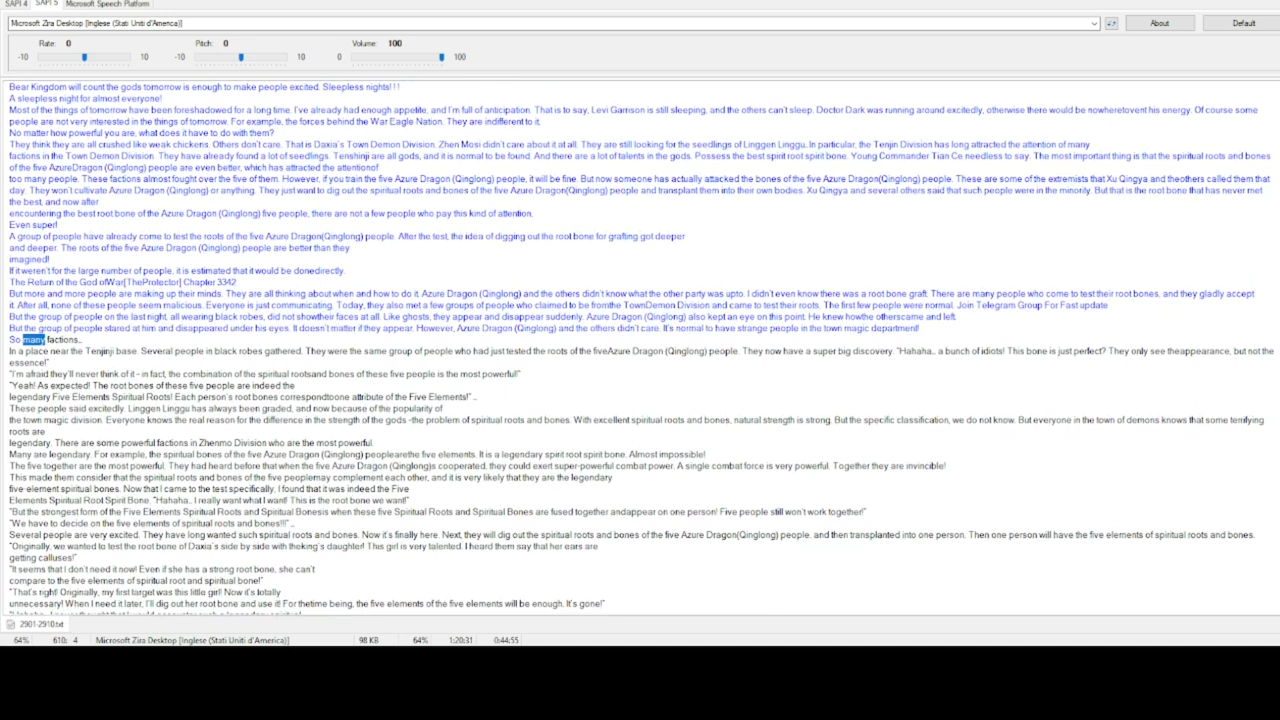 SAPI 4 SAPI 5 Microsoft Speech Platform
Microsoft Zira Desktop [Inglese (Stati Uniti d'America)] About Default
Rate: 0 Pitch: 0 Volume: 100
-10 10 -10 10 0 100
Bear Kingdom will count the gods tomorrow is enough to make people excited. Sleepless nights!!!
A sleepless night for almost everyone!
Most of the things of tomorrow have been foreshadowed for a long time. I've already had enough appetite, and I'm full of anticipation. That is to say, Levi Garrison is still sleeping, and the others can't sleep. Doctor Dark was running around excitedly, otherwise there would be nowheretovent his energy. Of course some
people are not very interested in the things of tomorrow. For example, the forces behind the War Eagle Nation. They are indifferent to it,
No matter how powerful you are, what does it have to do with them?
They think they are all crushed like weak chickens. Others don't care. That is Daxia's Town Demon Division. Zhen Mosi didn't care about it at all. They are still looking for the seedlings of Linggen Linggu. In particular, the Tenjin Division has long attracted the attention of many
factions in the Town Demon Division. They have already found a lot of seedlings. Tenshinji are all gods, and it is normal to be found. And there are a lot of talents in the gods. Possess the best spirit root spirit bone. Young Commander Tian Ce needless to say. The most important thing is that the spiritual roots and bones
of the five AzureDragon (Qinglong) people are even better, which has attracted the attentionof
too many people. These factions almost fought over the five of them. However, if you train the five Azure Dragon (Qinglong) people, it will be fine. But now someone has actually attacked the bones of the five Azure Dragon (Qinglong) people. These are some of the extremists that Xu Qingya and theothers called them that
day. They won't cultivate Azure Dragon (Qinglong) or anything. They just want to dig out the spiritual roots and bones of the five Azure Dragon(Qinglong) people and transplant them into their own bodies. Xu Qingya and several others said that such people were in the minority. But that is the root bone that has never met
the best, and now after
encountering the best root bone of the Azure Dragon (Qinglong) five people, there are not a few people who pay this kind of attention.
Even super!
A group of people have already come to test the roots of the five Azure Dragon(Qinglong) people. After the test, the idea of digging out the root bone for grafting got deeper
and deeper. The roots of the five Azure Dragon (Qinglong) people are better than they
imagined!
If it weren't for the large number of people, it is estimated that it would be donedirectly.
The Return of the God ofWar[TheProtector] Chapter 3342
But more and more people are making up their minds. They are all thinking about when and how to do it. Azure Dragon (Qinglong) and the others didn't know what the other party was upto. I didn't even know there was a root bone graft. There are many people who come to test their root bones, and they gladly accept
it. After all, none of these people seem malicious. Everyone is just communicating. Today, they also met a few groups of people who claimed to be fromthe TownDemon Division and came to test their roots. The first few people were normal. Join Telegram Group For Fast update
But the group of people on the last night, all wearing black robes, did not showtheir faces at all. Like ghosts, they appear and disappear suddenly. Azure Dragon (Qinglong) also kept an eye on this point. He knew howthe otherscame and left.
But the group of people stared at him and disappeared under his eyes. It doesn't matter if they appear. However, Azure Dragon (Qinglong) and the others didn't care. It's normal to have strange people in the town magic department!
So many factions..
In a place near the Tenjinji base. Several people in black robes gathered. They were the same group of people who had just tested the roots of the fiveAzure Dragon (Qinglong) people. They now have a super big discovery. "Hahaha.. a bunch of idiots! This bone is just perfect? They only see theappearance, but not the
essence!"
"I'm afraid they'll never think of it - in fact, the combination of the spiritual rootsand bones of these five people is the most powerful!"
"Yeah! As expected! The root bones of these five people are indeed the
legendary Five Elements Spiritual Roots! Each person's root bones correspondtoone attribute of the Five Elements!" ..
These people said excitedly. Linggen Linggu has always been graded, and now because of the popularity of
the town magic division. Everyone knows the real reason for the difference in the strength of the gods -the problem of spiritual roots and bones. With excellent spiritual roots and bones, natural strength is strong. But the specific classification, we do not know. But everyone in the town of demons knows that some terrifying
roots are
legendary. There are some powerful factions in Zhenmo Division who are the most powerful.
Many are legendary. For example, the spiritual bones of the five Azure Dragon (Qinglong) peoplearethe five elements. It is a legendary spirit root spirit bone. Almost impossible!
The five together are the most powerful. They had heard before that when the five Azure Dragon (Qinglong)s cooperated, they could exert super-powerful combat power. A single combat force is very powerful. Together they are invincible!
This made them consider that the spiritual roots and bones of the five peoplemay complement each other, and it is very likely that they are the legendary
five-element spiritual bones. Now that I came to the test specifically, I found that it was indeed the Five
Elements Spiritual Root Spirit Bone. "Hahaha.. I really want what I want! This is the root bone we want!"
"But the strongest form of the Five Elements Spiritual Roots and Spiritual Bonesis when these five Spiritual Roots and Spiritual Bones are fused together andappear on one person! Five people still won't work together!"
"We have to decide on the five elements of spiritual roots and bones!!!" ..
Several people are very excited. They have long wanted such spiritual roots and bones. Now it's finally here. Next, they will dig out the spiritual roots and bones of the five Azure Dragon(Qinglong) people, and then transplanted into one person. Then one person will have the five elements of spiritual roots and bones.
"Originally, we wanted to test the root bone of Daxia's side by side with theking's daughter! This girl is very talented. I heard them say that her ears are
getting calluses!"
"It seems that I don't need it now! Even if she has a strong root bone, she can't
compare to the five elements of spiritual root and spiritual bone!"
"That's right! Originally, my first target was this little girl! Now it's totally
unnecessary! When I need it later, I'll dig out her root bone and use it! For thetime being, the five elements of the five elements will be enough. It's gone!"
2901-2910.txt
64% 610: 4 Microsoft Zira Desktop [Inglese (Stati Uniti d'America)] 98 KB 64% 1:20:31 0:44:55